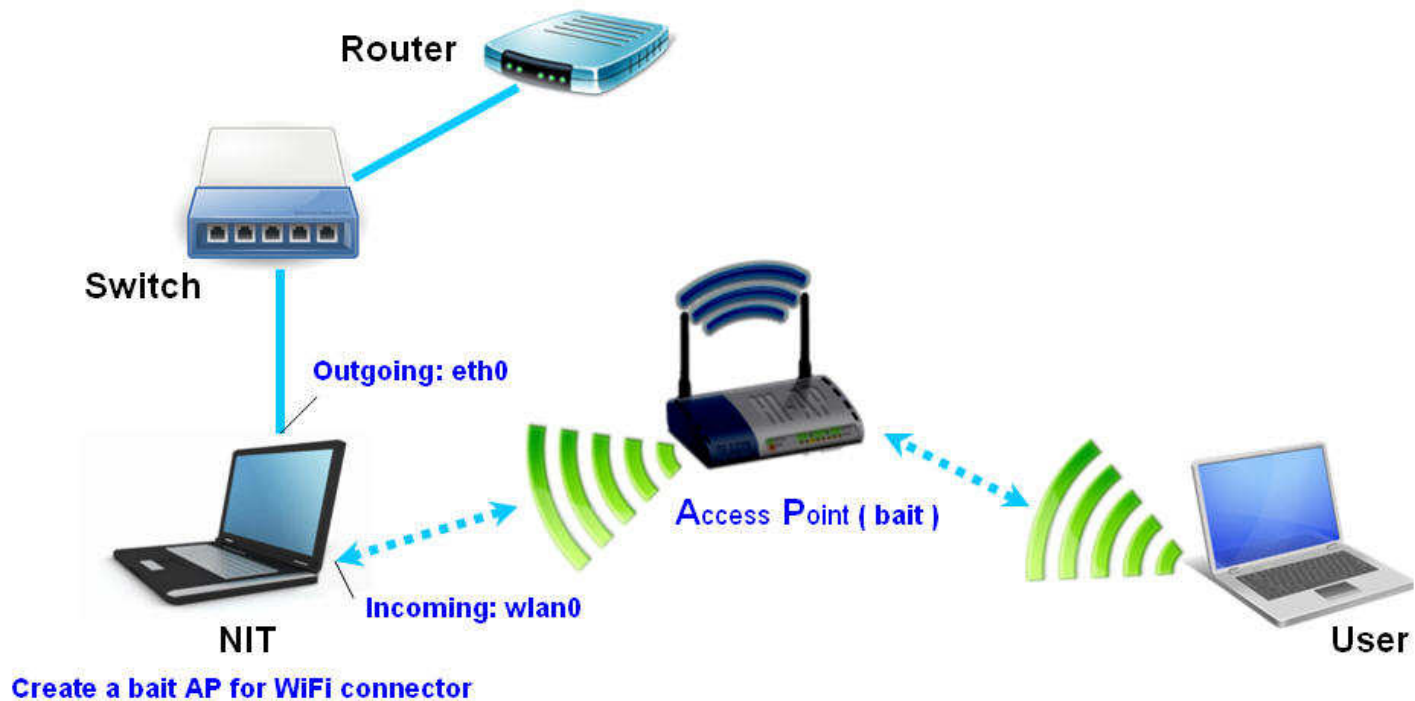 Router
Switch
Outgoing: eth0
Access Point ( bait )
Incoming: wlan0
NIT
User
Create a bait AP for WiFi connector